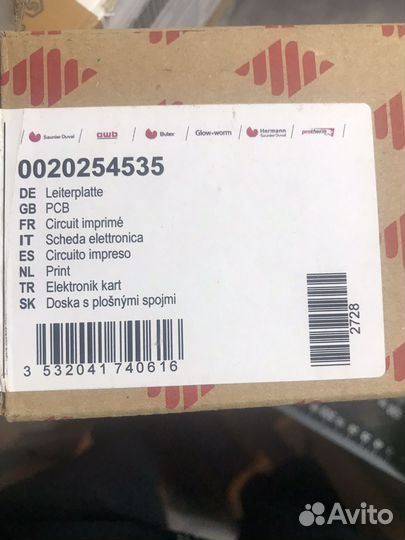 Saunier Duval / awb / Bulex / Glow-worm / Hermann Saunier Duval / protherm
0020254535
DE Leiterplatte
GB PCB
FR Circuit imprimé
IT Scheda elettronica
ES Circuito impreso
NL Print
TR Elektronik kart
SK Doska s plošnými spojmi
3 532041 740616
2728
Avito